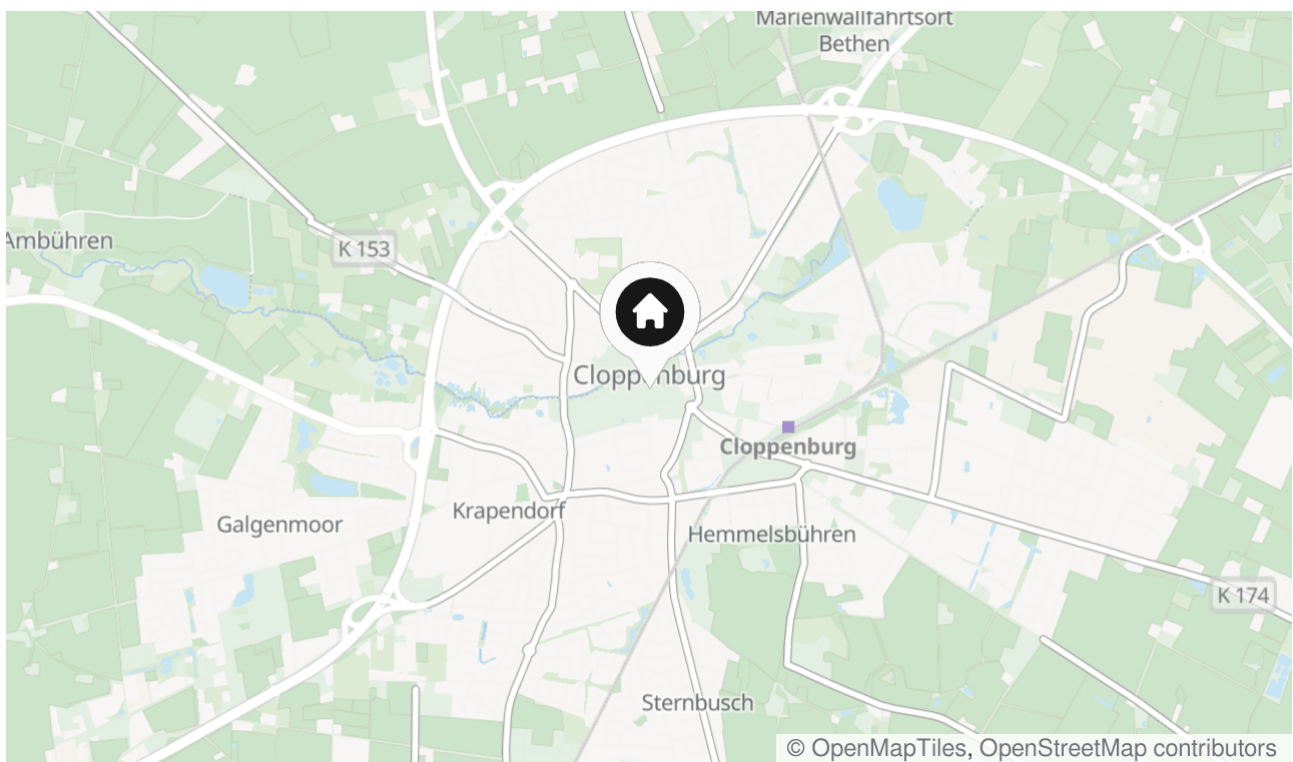 Marienwallfahrtsort
Bethen
Ambühren
K 153
Cloppenburg
Cloppenburg
Krapendorf
Galgenmoor
Hemmelsbühren
K 174
Sternbusch
© OpenMapTiles, OpenStreetMap contributors